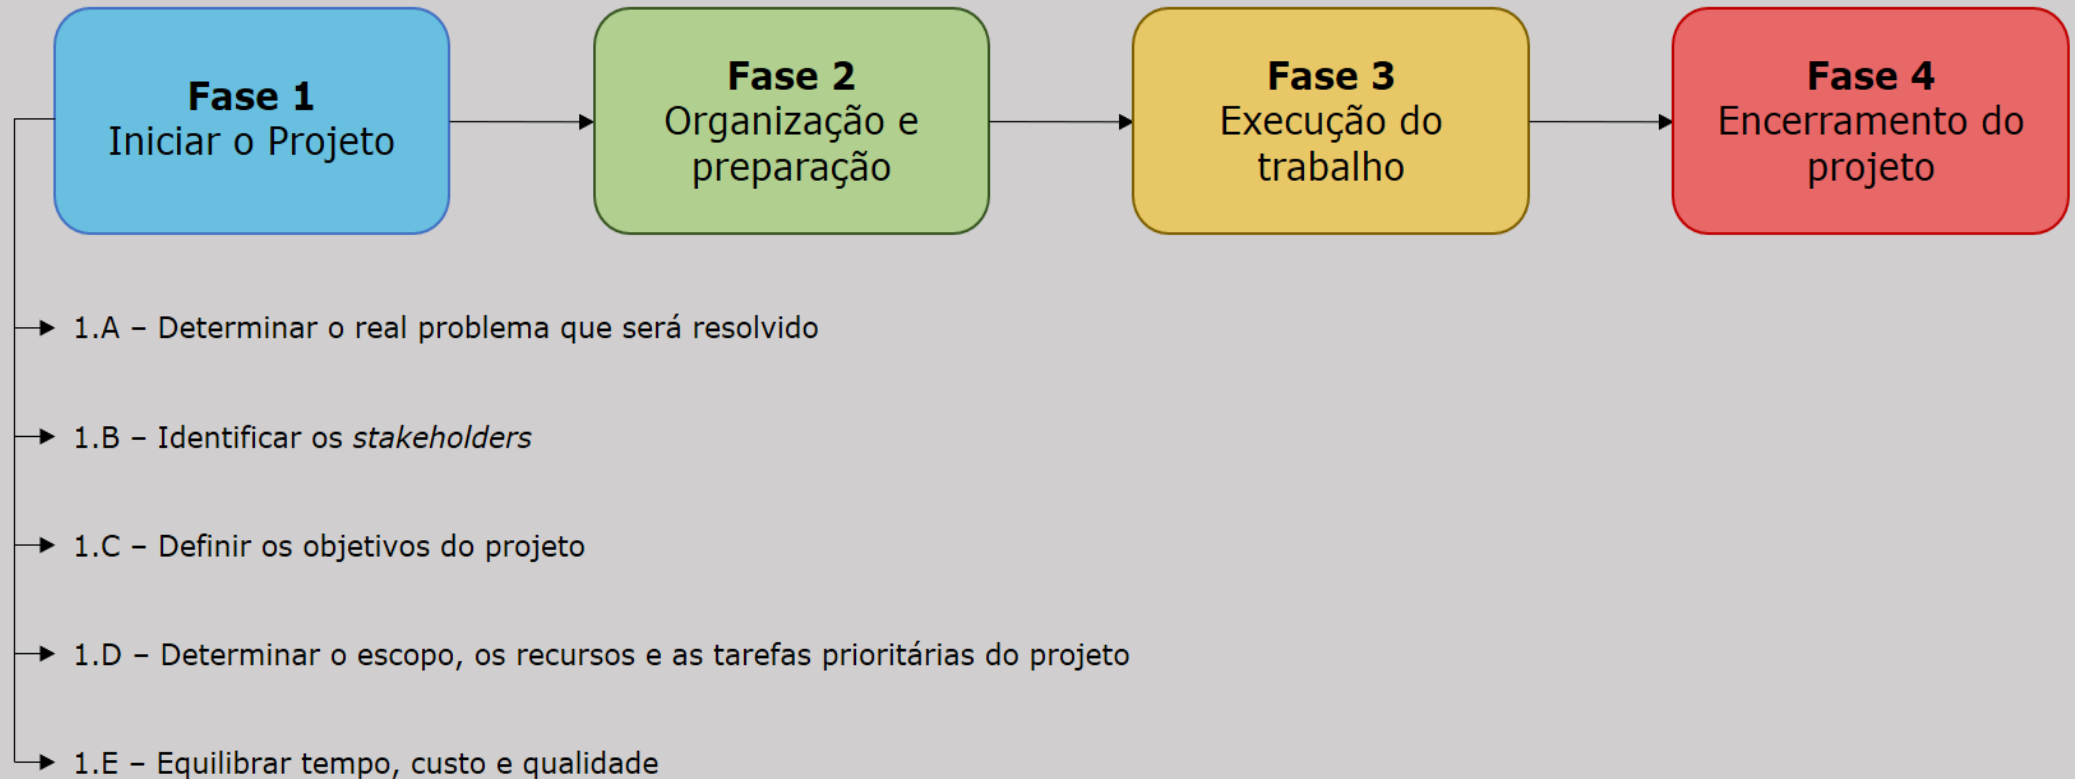 Fase 1
Iniciar o Projeto
Fase 2
Organização e
preparação
Fase 3
Execução do
trabalho
Fase 4
Encerramento do
projeto
1.A – Determinar o real problema que será resolvido
1.B – Identificar os stakeholders
1.C – Definir os objetivos do projeto
1.D – Determinar o escopo, os recursos e as tarefas prioritárias do projeto
1.E – Equilibrar tempo, custo e qualidade